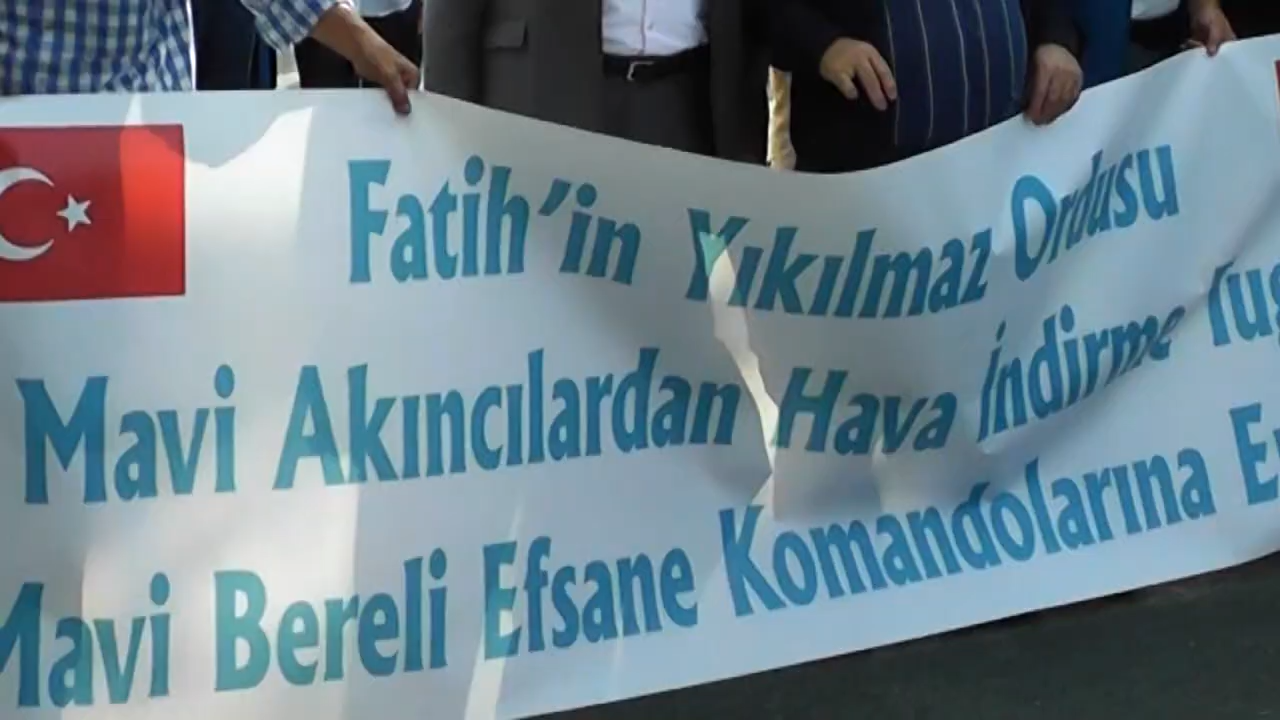 Fatih'in Yıkılmaz Ordusu
Mavi Akıncılardan Hava İndirme
Mavi Bereli Efsane Komandolarına